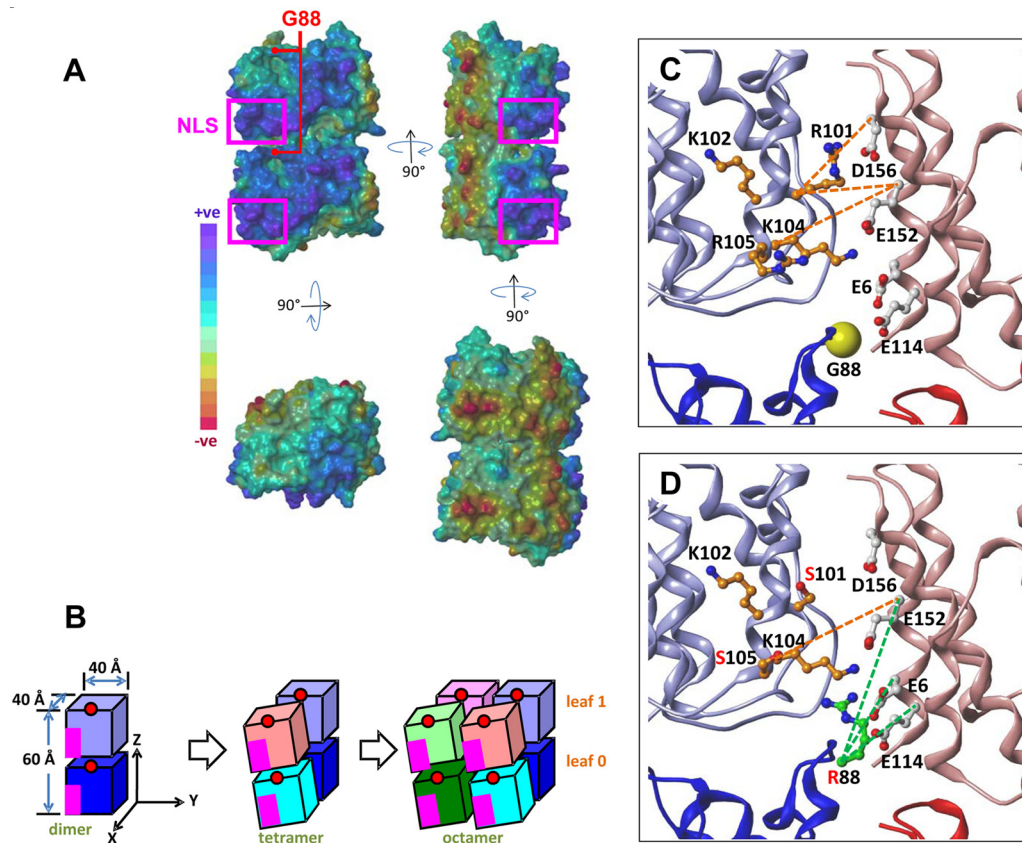 G88
A
NLS
90°
+ve
-ve
90°
90°
B
40 Å
40 Å
60 Å
Z
Y
X
dimer
tetramer
octamer
leaf 1
leaf 0
C
K102
R101
D156
R105
K104
E152
E6
E114
G88
D
K102
S101
D156
E152
K104
S105
E6
E114
R88